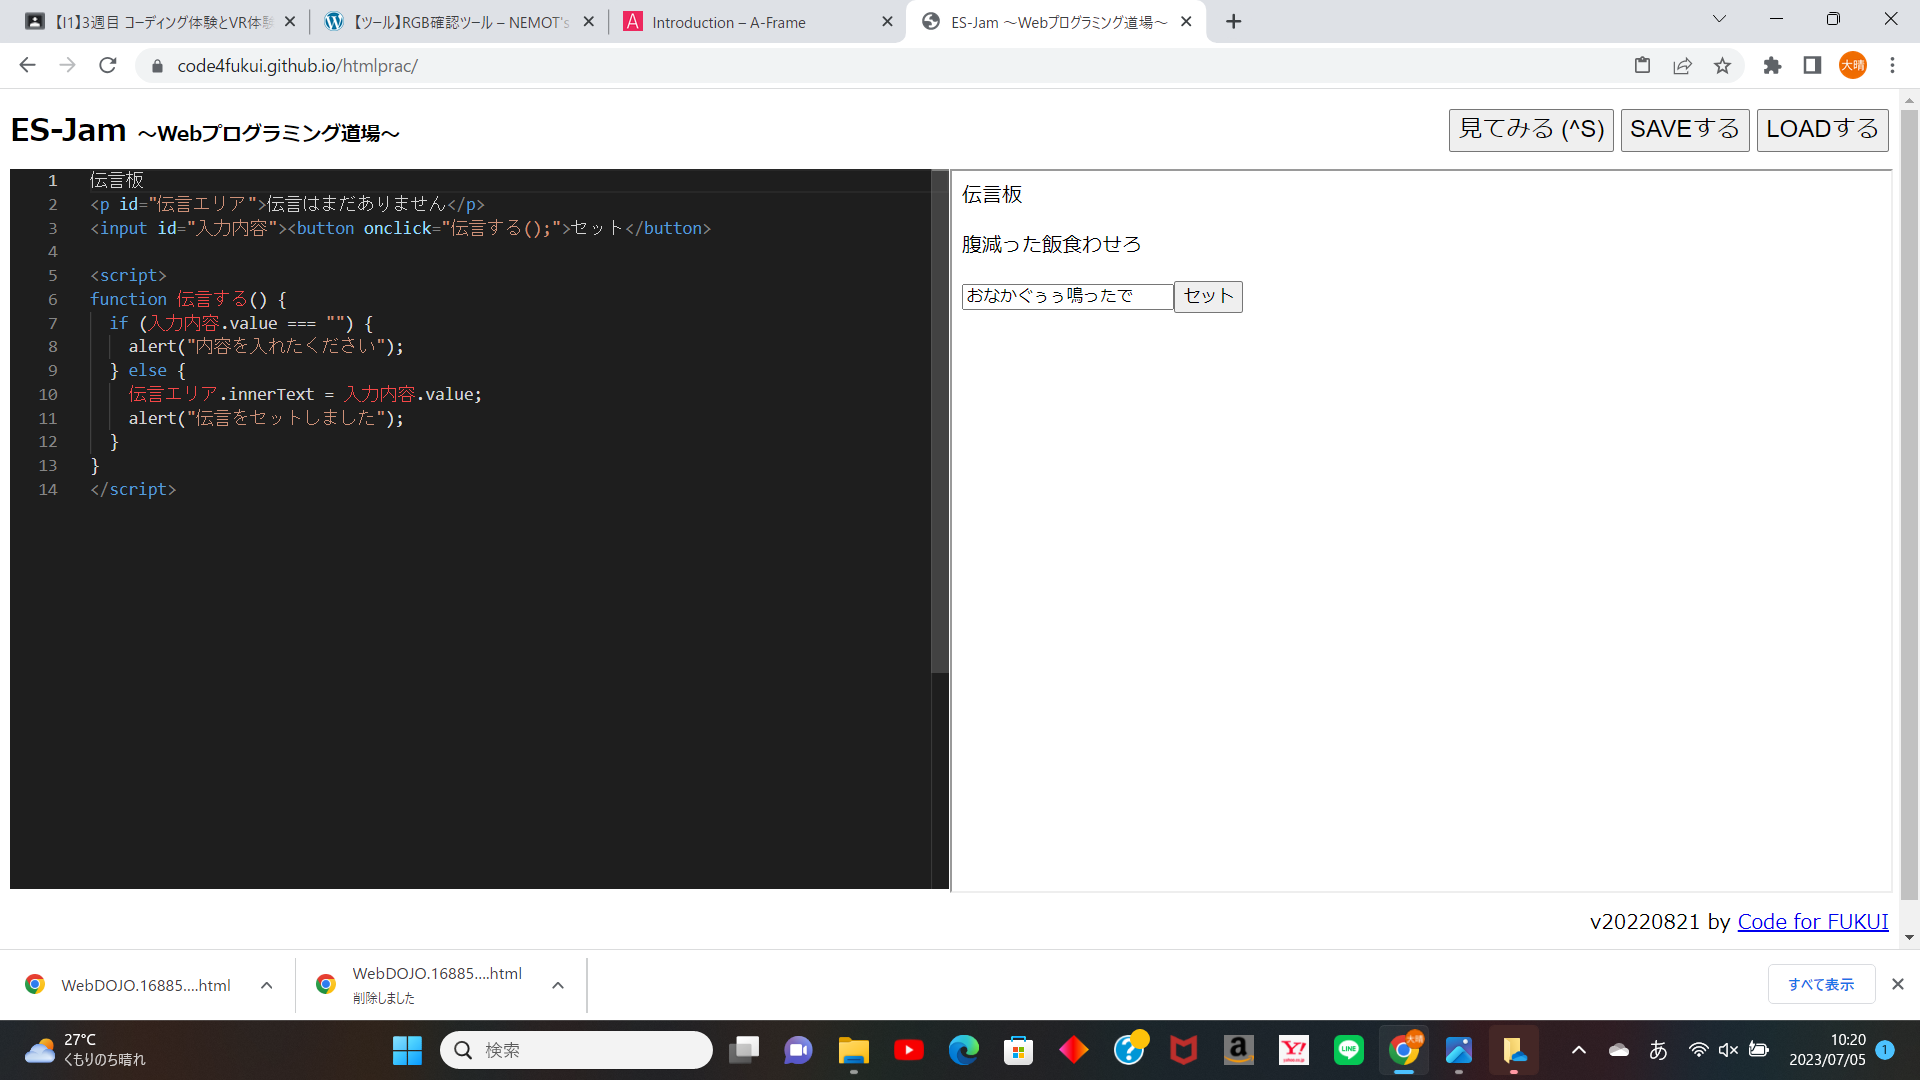 【I1】3週目 コーディング体験とVR体験
【ツール】RGB確認ツール – NEMOT's
Introduction – A-Frame
ES-Jam ～Webプログラミング道場～
code4fukui.github.io/htmlprac/
大晴
ES-Jam ～Webプログラミング道場～
見てみる (^S)
SAVEする
LOADする
1 伝言板
2 <p id="伝言エリア">伝言はまだありません</p>
3 <input id="入力内容"><button onclick="伝言する();">セット</button>
4
5 <script>
6 function 伝言する() {
7 if (入力内容.value === "") {
8 alert("内容を入れたください");
9 } else {
10 伝言エリア.innerText = 入力内容.value;
11 alert("伝言をセットしました");
12 }
13 }
14 </script>
伝言板
腹減った飯食わせろ
おなかぐぅぅ鳴ったで
セット
v20220821 by Code for FUKUI
WebDOJO.16885....html
WebDOJO.16885....html
削除しました
すべて表示
27°C
くもりのち晴れ
検索
あ
10:20
2023/07/05
1